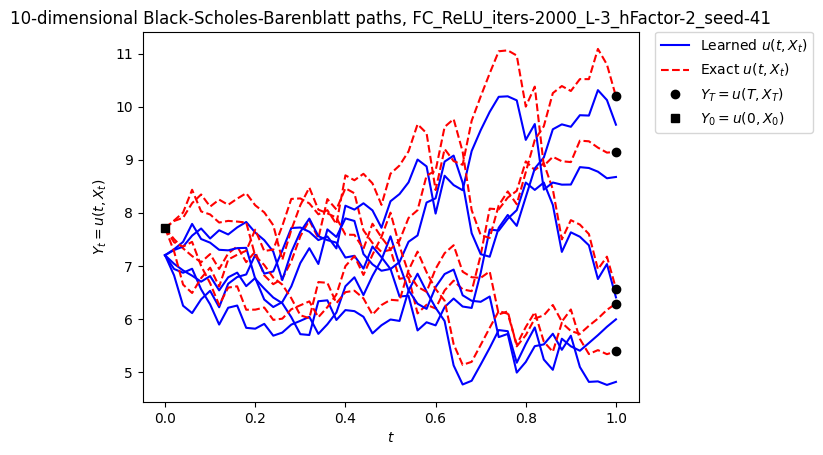 10-dimensional Black-Scholes-Barenblatt paths, FC_ReLU_iters-2000_L-3_hFactor-2_seed-41
Learned u(t, X_t)
Exact u(t, X_t)
Y_T = u(T, X_T)
Y_0 = u(0, X_0)
Y_t = u(t, X_t)
11
10
9
8
7
6
5
0.0 0.2 0.4 0.6 0.8 1.0
t